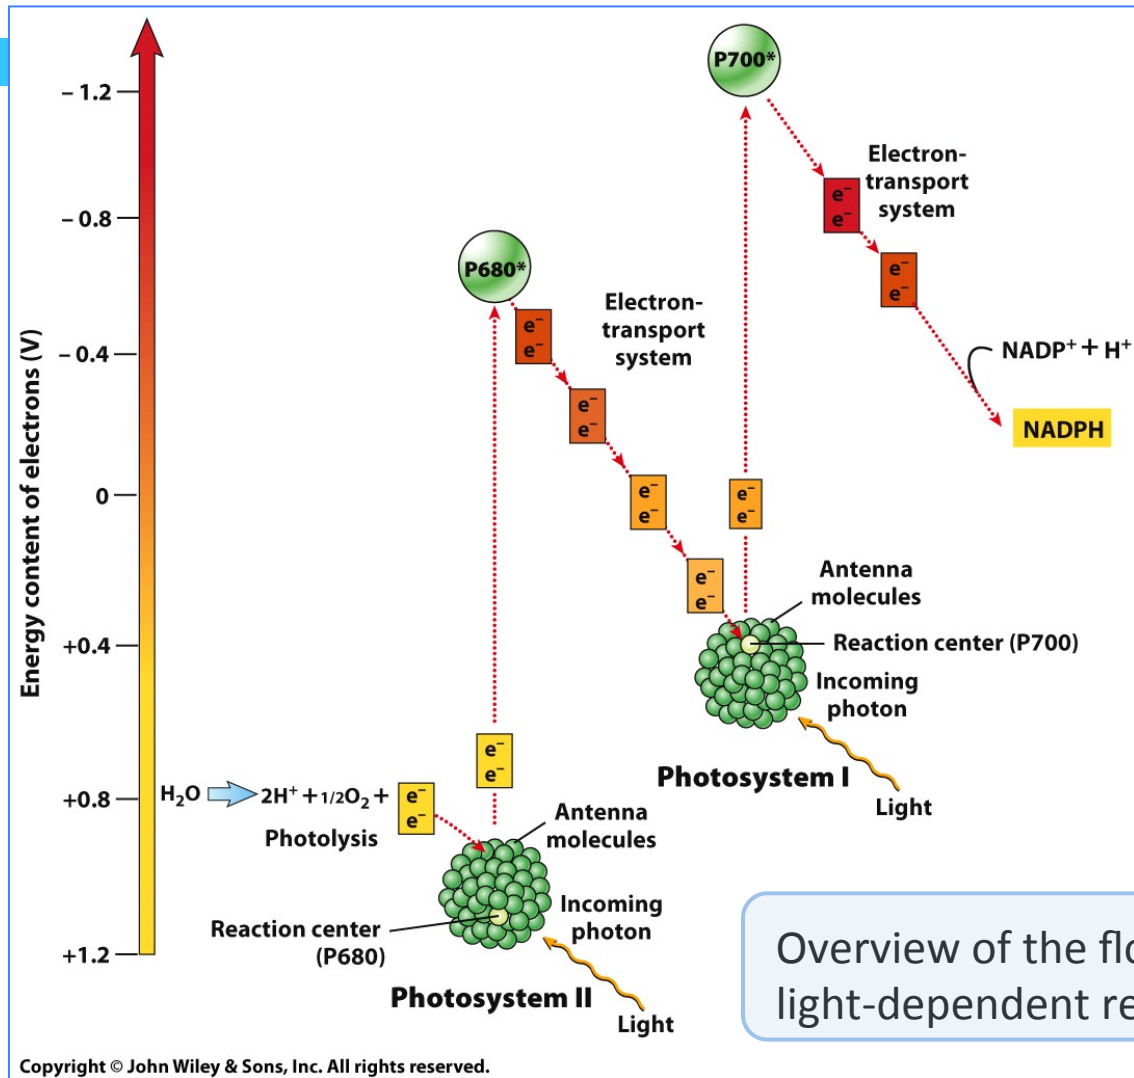 P700*
– 1.2
Electron-
transport
system
e–
e–
– 0.8
P680*
e–
e–
Electron-
transport
system
e–
e–
– 0.4
NADP+ + H+
NADPH
e–
e–
Energy content of electrons (V)
0
e–
e–
e–
e–
e–
e–
Antenna
molecules
+0.4
Reaction center (P700)
Incoming
photon
Photosystem I
Light
e–
e–
+0.8
H2O
2H+ + 1/2O2 +
e–
e–
Photolysis
Antenna
molecules
Incoming
photon
Reaction center
(P680)
+1.2
Photosystem II
Light
Overview of the
light-dependent
Copyright © John Wiley & Sons, Inc. All rights reserved.